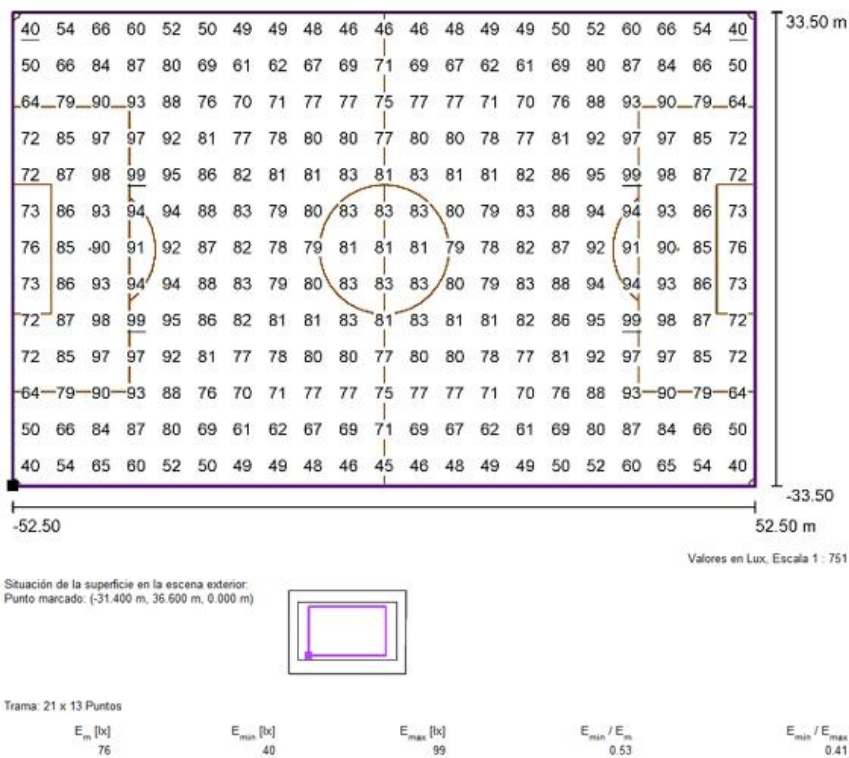 40 54 66 60 52 50 49 49 48 46 46 46 48 49 49 50 52 60 66 54 40 33.50 m
50 66 84 87 80 69 61 62 67 69 71 69 67 62 61 69 80 87 84 66 50
64 79 90 93 88 76 70 71 77 77 75 77 77 71 70 76 88 93 90 79 64
72 85 97 97 92 81 77 78 80 80 77 80 80 78 77 81 92 97 97 85 72
72 87 98 99 95 86 82 81 81 83 81 83 81 81 82 86 95 99 98 87 72
73 86 93 94 94 88 83 79 80 83 83 83 80 79 83 88 94 94 93 86 73
76 85 90 91 92 87 82 78 79 81 81 81 79 78 82 87 92 91 90 85 76
73 86 93 94 94 88 83 79 80 83 83 83 80 79 83 88 94 94 93 86 73
72 87 98 99 95 86 82 81 81 83 81 83 81 81 82 86 95 99 98 87 72
72 85 97 97 92 81 77 78 80 80 77 80 80 78 77 81 92 97 97 85 72
64 79 90 93 88 76 70 71 77 77 75 77 77 71 70 76 88 93 90 79 64
50 66 84 87 80 69 61 62 67 69 71 69 67 62 61 69 80 87 84 66 50
40 54 65 60 52 50 49 49 48 46 45 46 48 49 49 50 52 60 65 54 40
-33.50
-52.50 52.50 m
Valores en Lux, Escala 1 : 751
Situación de la superficie en la escena exterior:
Punto marcado: (-31.400 m, 36.600 m, 0.000 m)
Trama: 21 x 13 Puntos
Em [lx] Emin [lx] Emax [lx] Emin / Em Emin / Emax
76 40 99 0.53 0.41